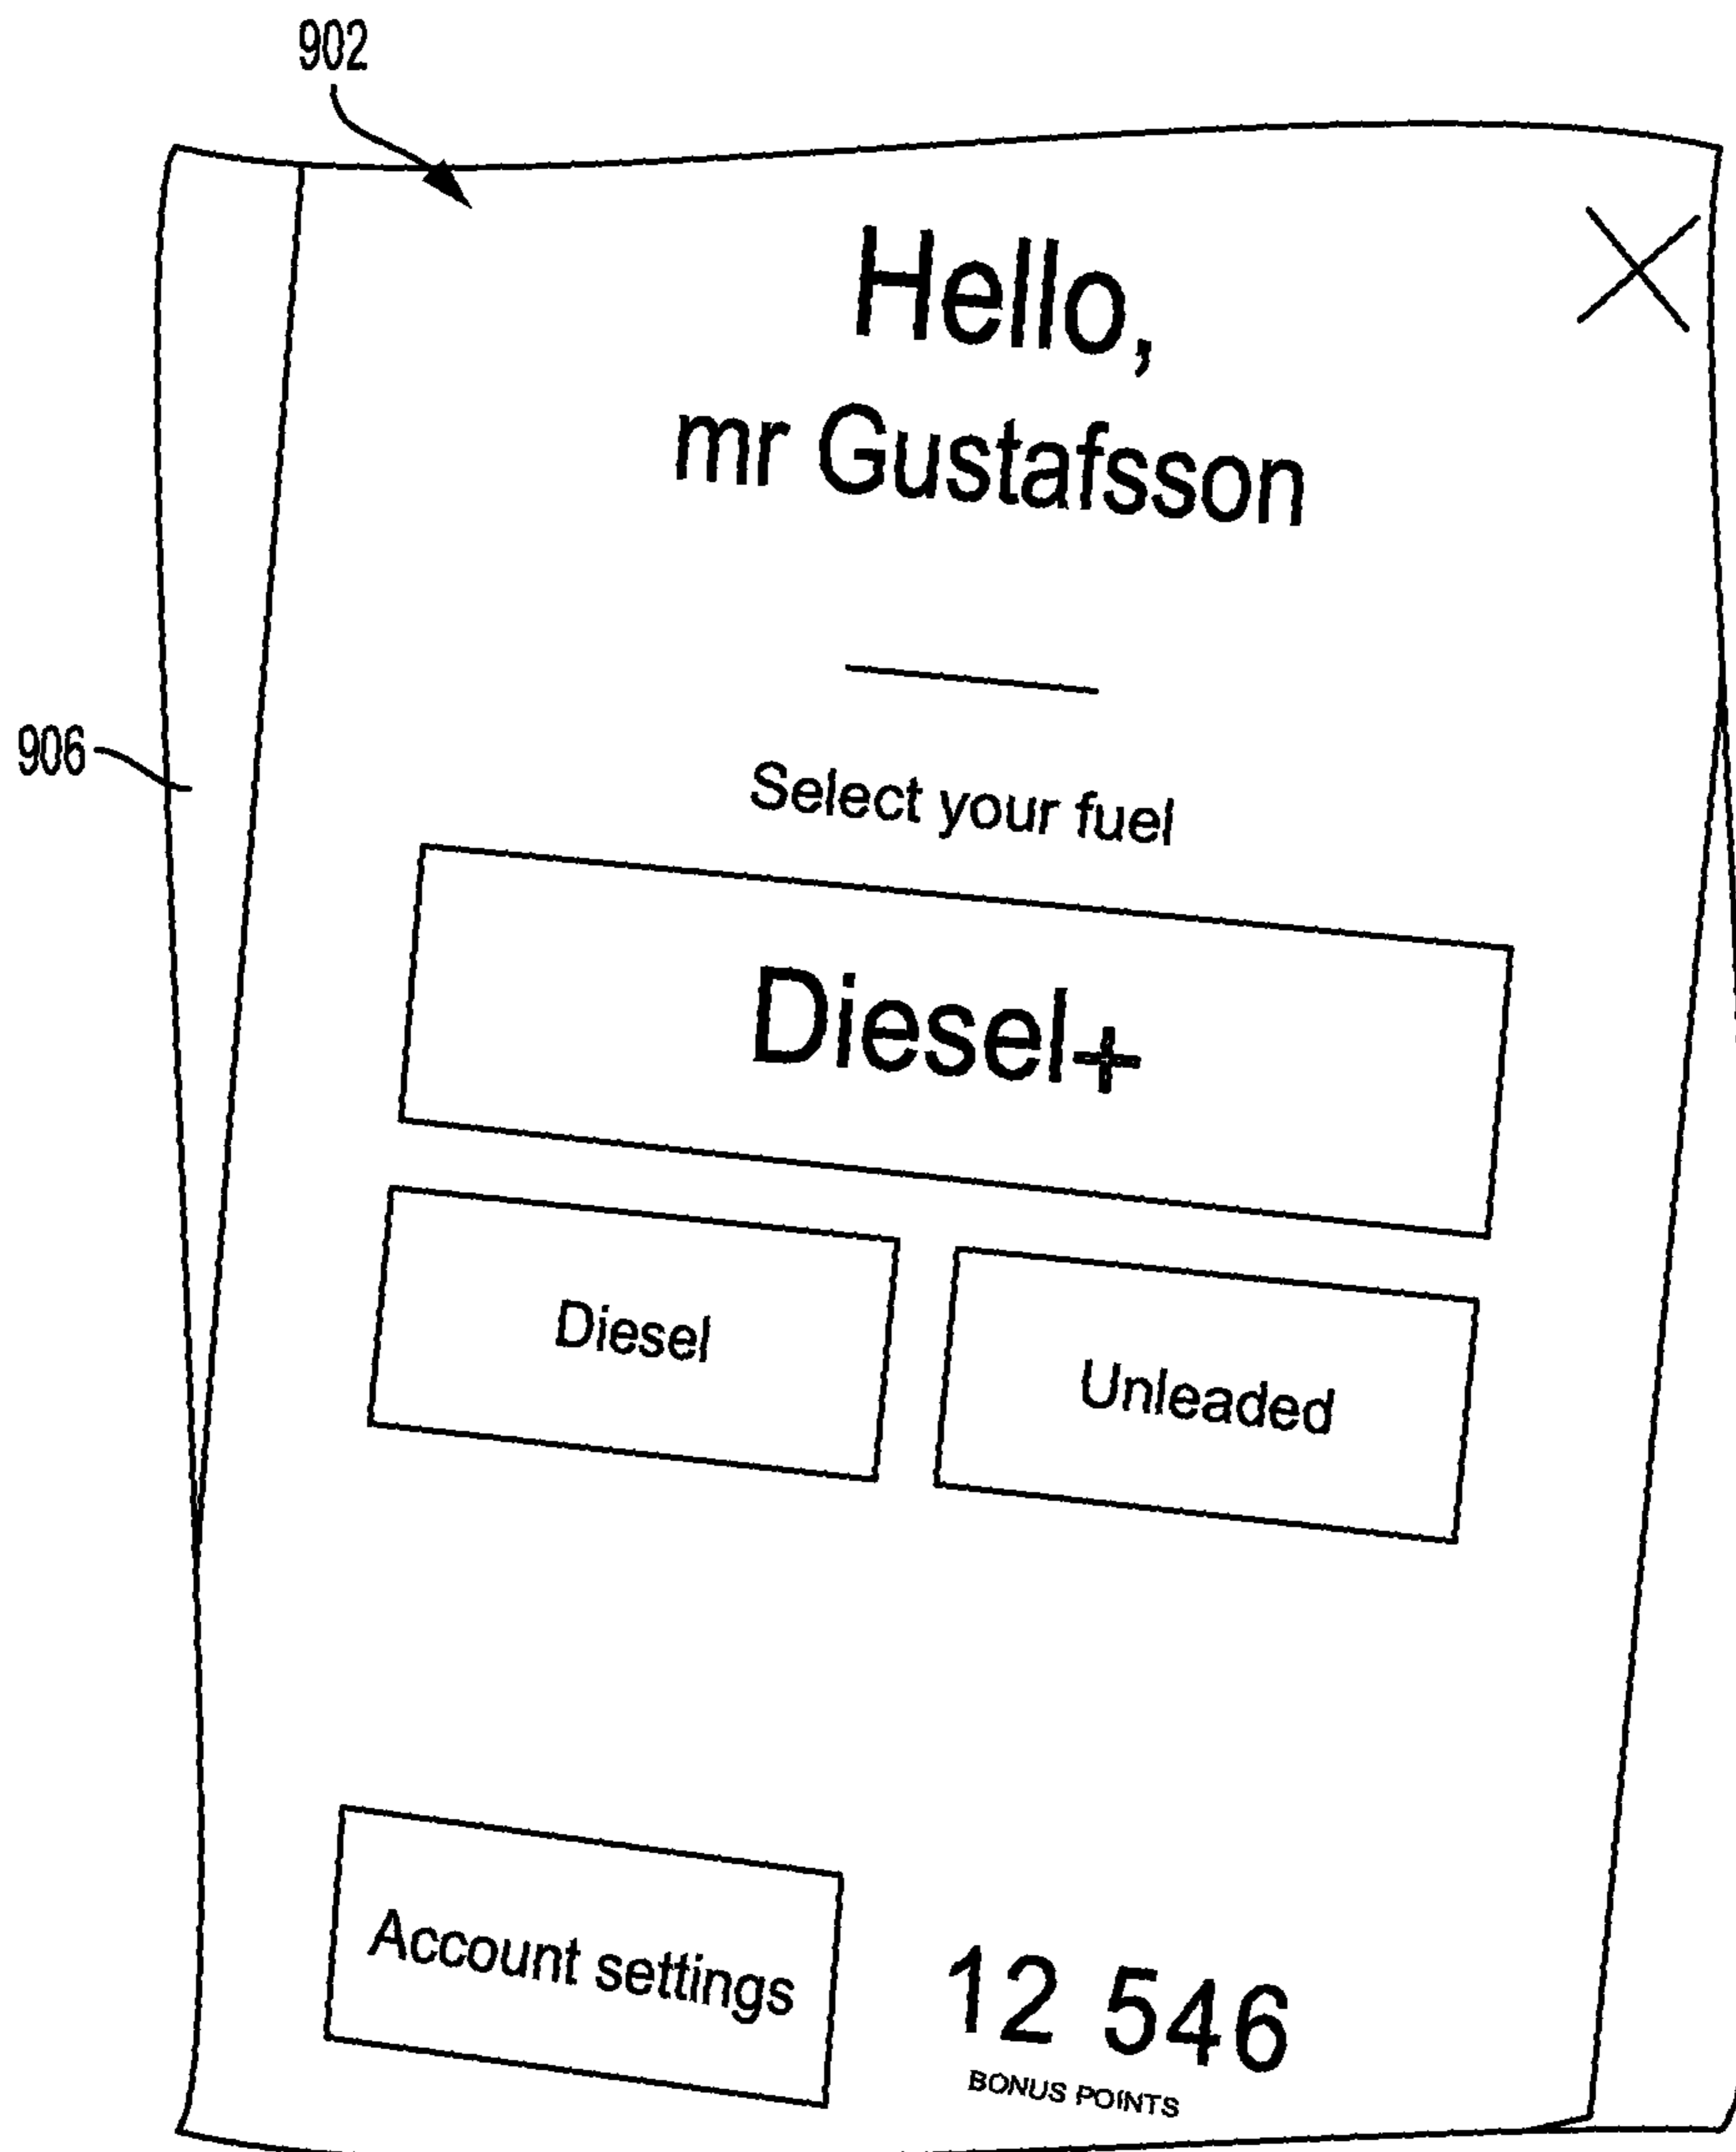 902
Hello,
mr Gustafsson
906
Select your fuel
Diesel+
Diesel
Unleaded
Account settings
12 546
BONUS POINTS